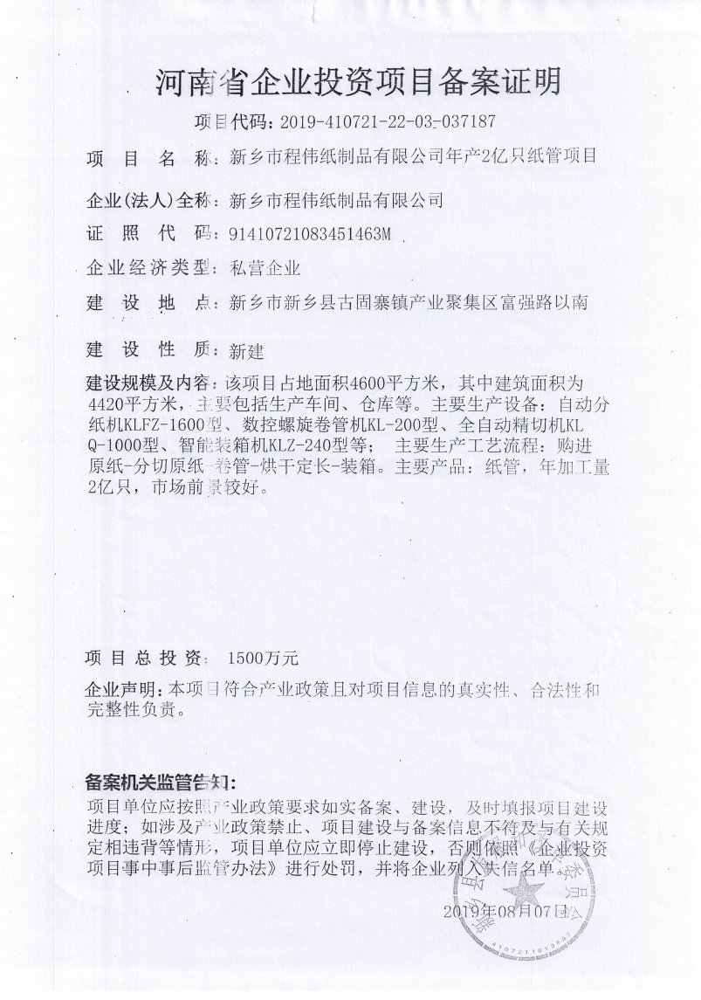 河南省企业投资项目备案证明
项目代码：2019-410721-22-03-037187
项 目 名 称：新乡市程伟纸制品有限公司年产2亿只纸管项目
企业(法人)全称：新乡市程伟纸制品有限公司
证 照 代 码：91410721083451463M
企业经济类型：私营企业
建 设 地 点：新乡市新乡县古固寨镇产业聚集区富强路以南
建 设 性 质：新建
建设规模及内容：该项目占地面积4600平方米，其中建筑面积为
4420平方米，主要包括生产车间、仓库等。主要生产设备：自动分
纸机KLFZ-1600型、数控螺旋卷管机KL-200型、全自动精切机KL
Q-1000型、智能装箱机KLZ-240型等； 主要生产工艺流程：购进
原纸-分切原纸-卷管-烘干定长-装箱。主要产品：纸管，年加工量
2亿只，市场前景较好。
项 目 总 投 资： 1500万元
企业声明：本项目符合产业政策且对项目信息的真实性、合法性和
完整性负责。
备案机关监管告知：
项目单位应按照产业政策要求如实备案、建设，及时填报项目建设
进度；如涉及产业政策禁止、项目建设与备案信息不符及与有关规
定相违背等情形，项目单位应立即停止建设，否则依照《企业投资
项目事中事后监管办法》进行处罚，并将企业列入失信名单。
2019年08月07日